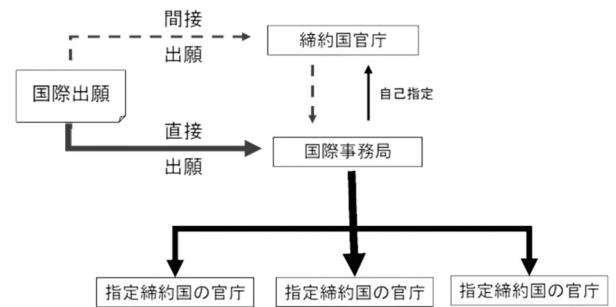 間接
出願
締約国官庁
国際出願
自己指定
直接
出願
国際事務局
指定締約国の官庁
指定締約国の官庁
指定締約国の官庁